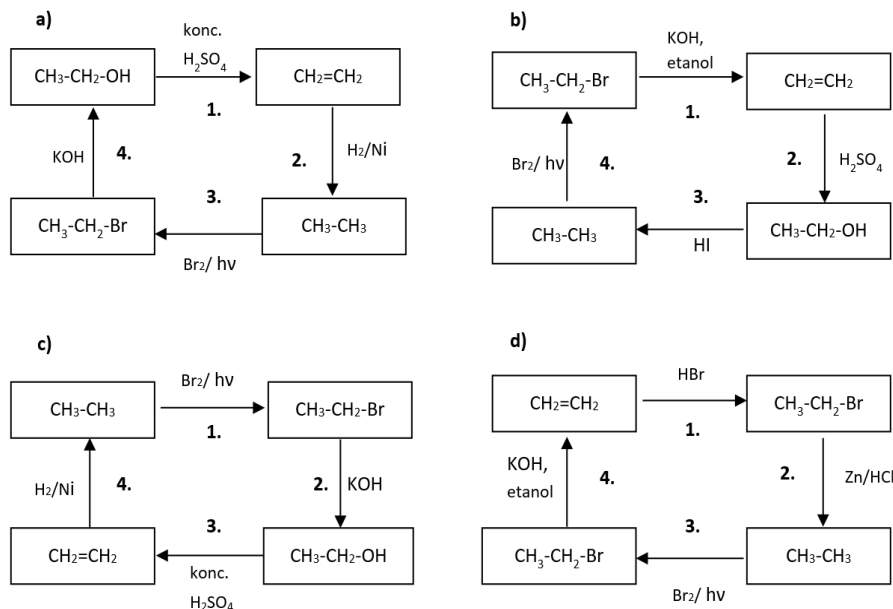 a)
konc.
H₂SO₄
CH₃-CH₂-OH
CH₂=CH₂
1.
KOH
4.
2.
H₂/Ni
3.
CH₃-CH₂-Br
CH₃-CH₃
Br₂/ hν
b)
KOH,
etanol
CH₃-CH₂-Br
CH₂=CH₂
1.
Br₂/ hν
4.
2.
H₂SO₄
3.
CH₃-CH₃
CH₃-CH₂-OH
HI
c)
Br₂/ hν
CH₃-CH₃
CH₃-CH₂-Br
1.
H₂/Ni
4.
2.
KOH
3.
CH₂=CH₂
CH₃-CH₂-OH
konc.
H₂SO₄
d)
HBr
CH₂=CH₂
CH₃-CH₂-Br
1.
KOH,
etanol
4.
2.
Zn/HCl
3.
CH₃-CH₂-Br
CH₃-CH₃
Br₂/ hν